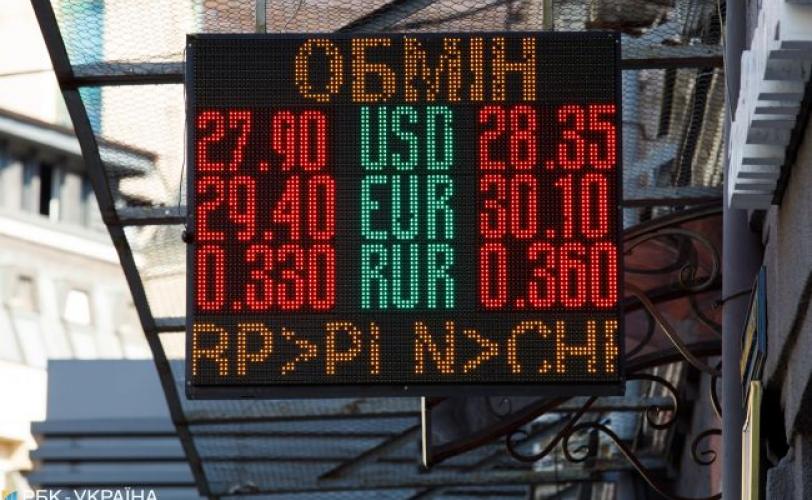 ОБМІН
27.90 USD 28.35
29.40 EUR 30.10
0.330 RUR 0.360
РБК-УКРАЇНА